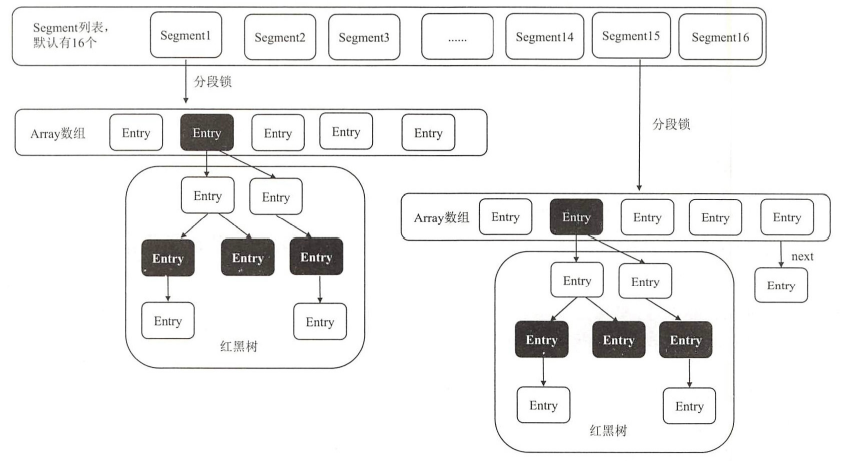 Segment列表，
默认有16个
Segment1
Segment2
Segment3
......
Segment14
Segment15
Segment16
分段锁
分段锁
Array数组
Entry
Entry
Entry
Entry
Entry
Entry
Entry
Entry
Entry
Entry
Entry
Entry
红黑树
Array数组
Entry
Entry
Entry
Entry
Entry
next
Entry
Entry
Entry
Entry
Entry
Entry
Entry
Entry
红黑树